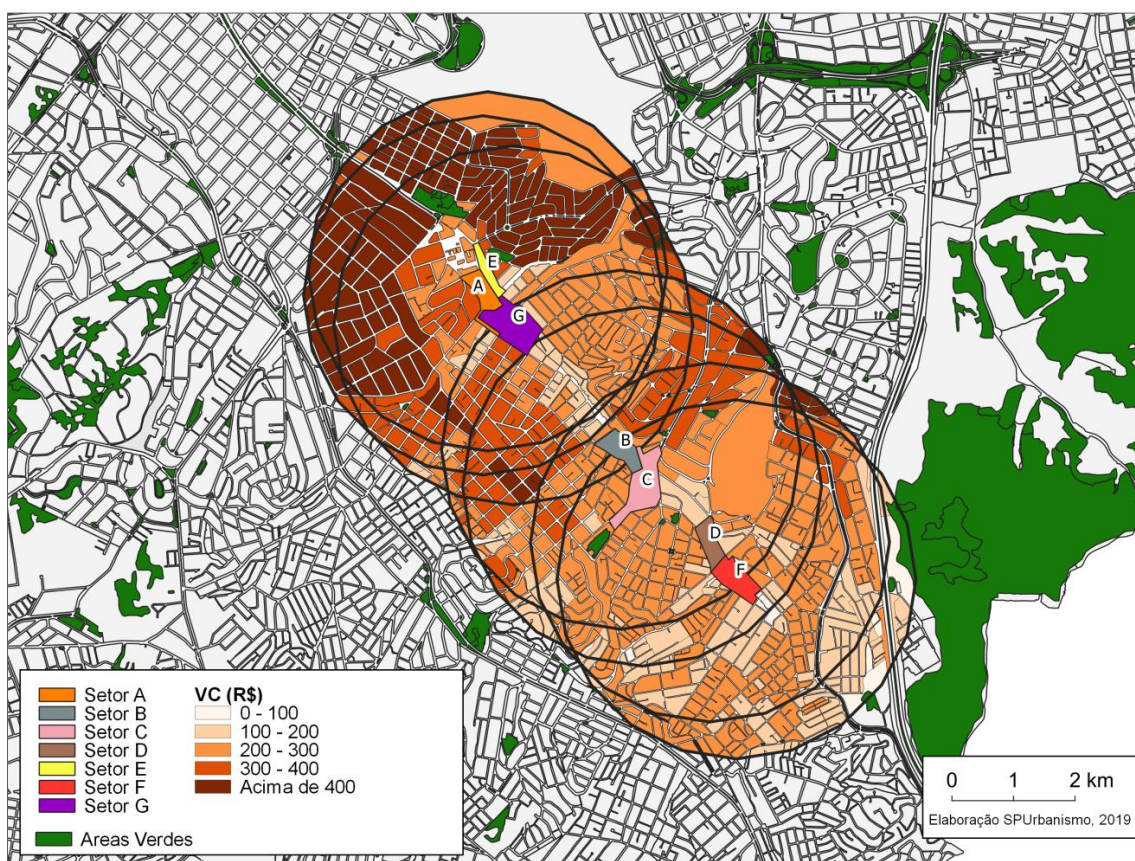 E
A
G
B
C
D
F
Setor A
Setor B
Setor C
Setor D
Setor E
Setor F
Setor G
Areas Verdes
VC (R$)
0 - 100
100 - 200
200 - 300
300 - 400
Acima de 400
0 1 2 km
Elaboração SPUrbanismo, 2019